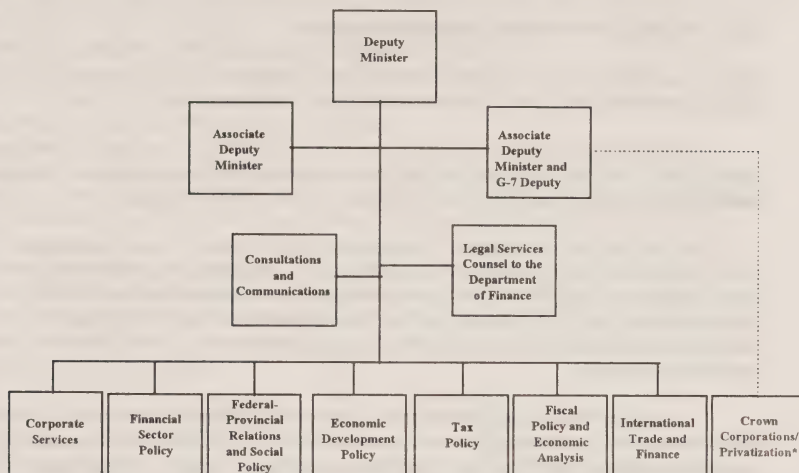 Deputy
Minister
Associate
Deputy
Minister
Associate
Deputy
Minister and
G-7 Deputy
Consultations
and
Communications
Legal Services
Counsel to the
Department
of Finance
Corporate
Services
Financial
Sector
Policy
Federal-
Provincial
Relations
and Social
Policy
Economic
Development
Policy
Tax
Policy
Fiscal
Policy and
Economic
Analysis
International
Trade and
Finance
Crown
Corporations/
Privatization*